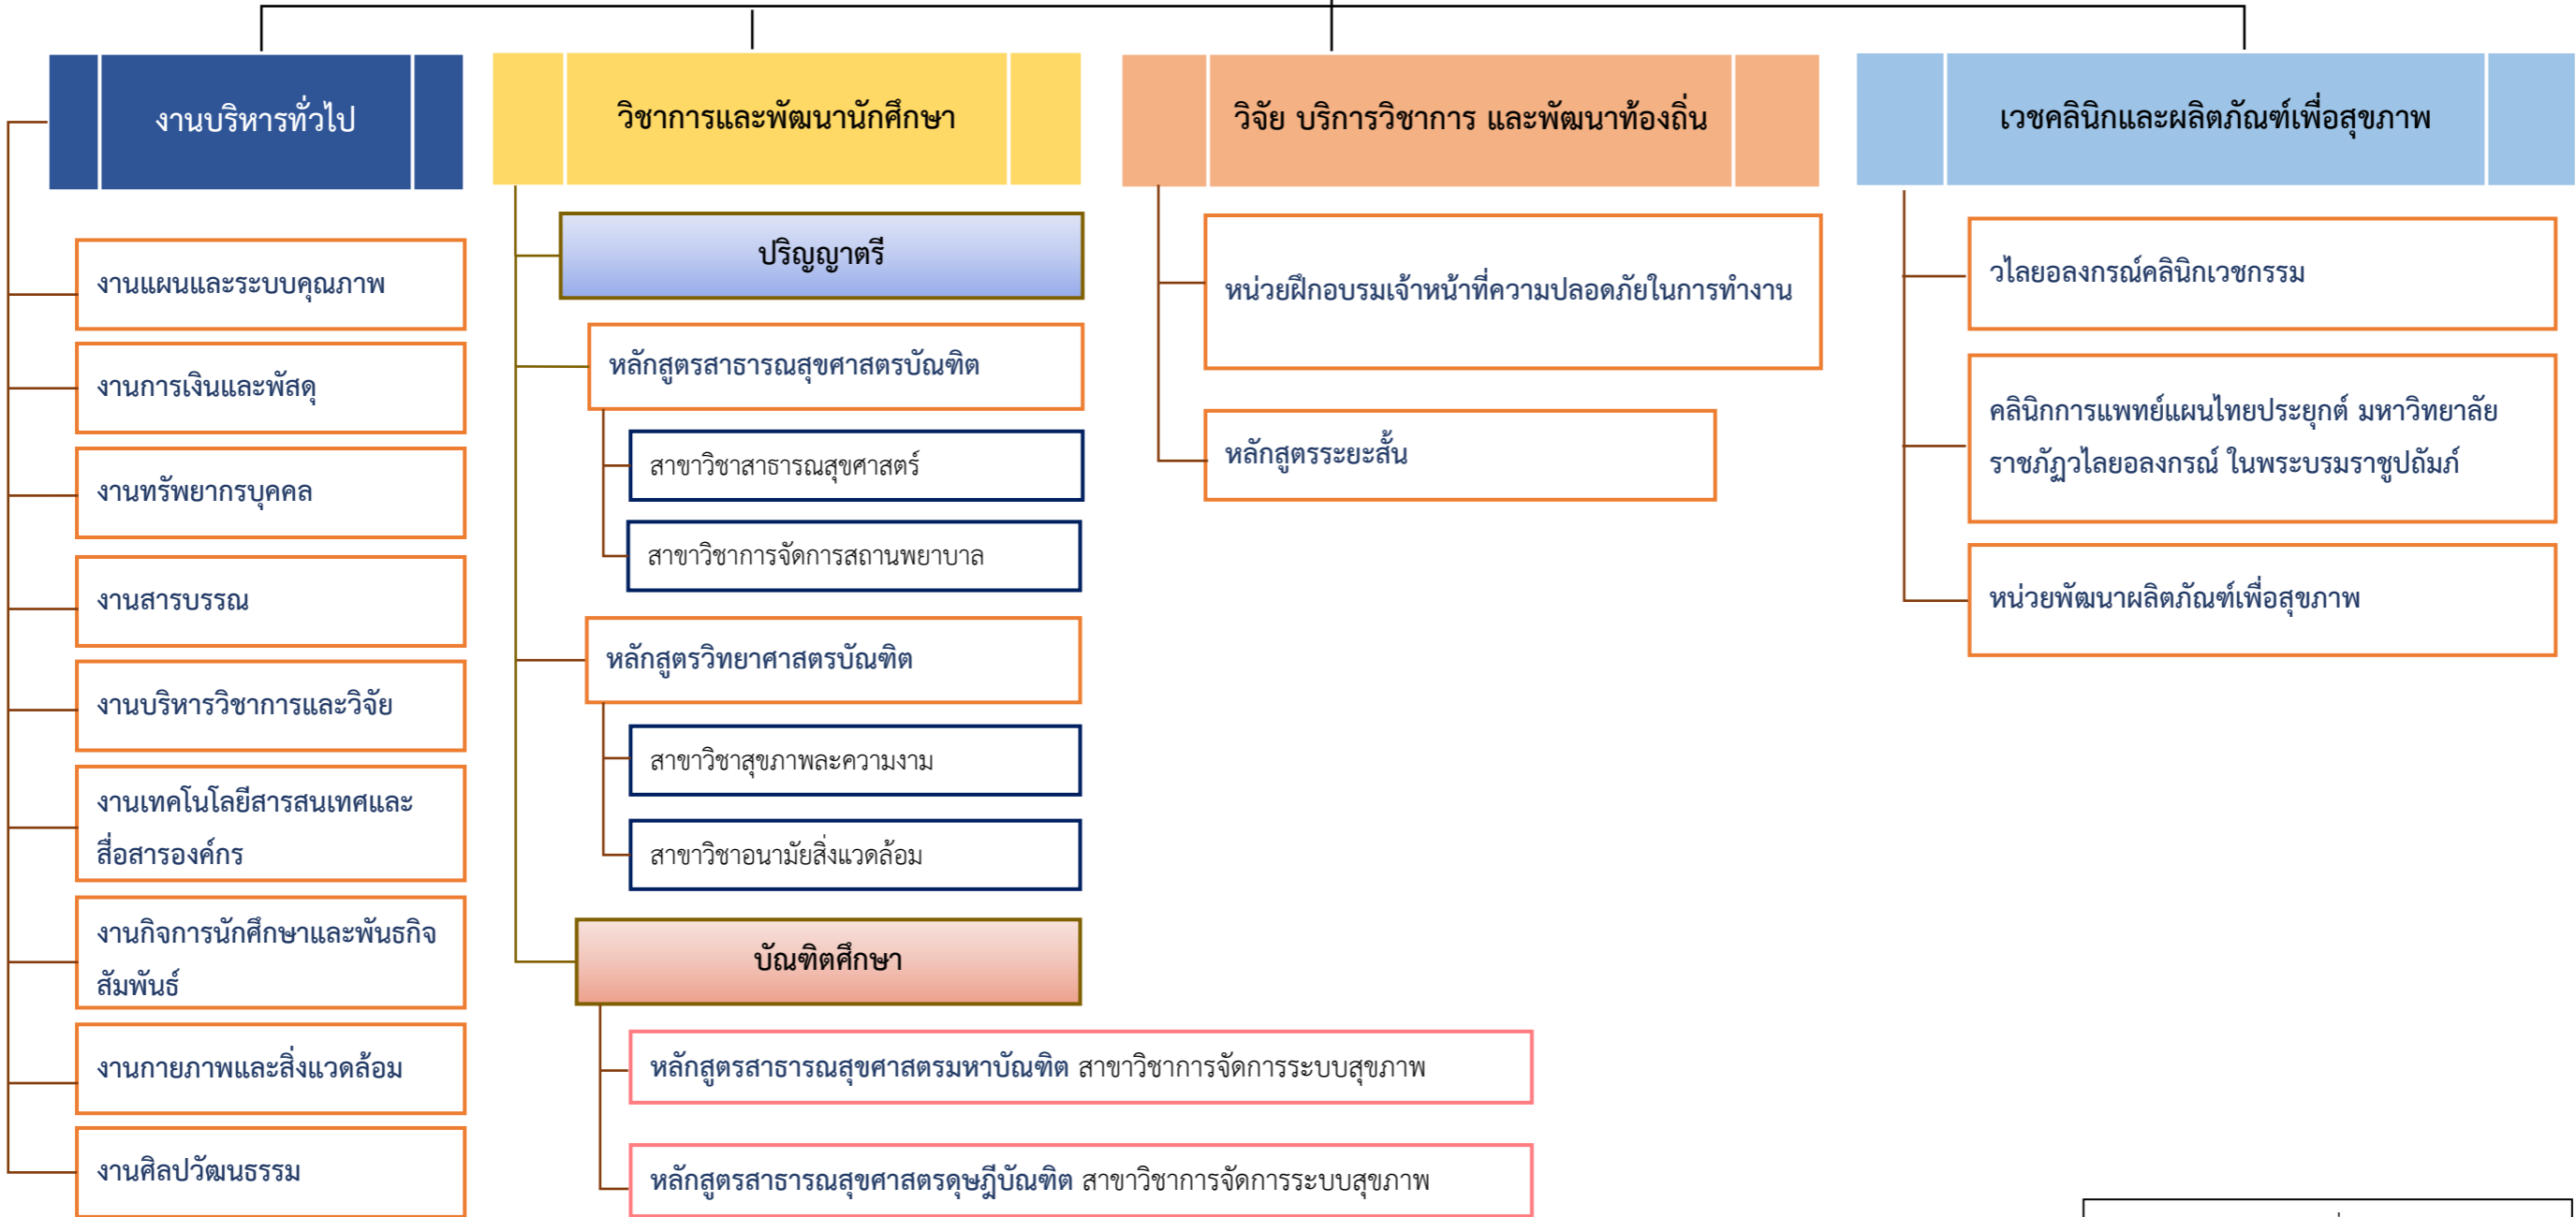 งานบริหารทั่วไป
วิชาการและพัฒนานักศึกษา
วิจัย บริการวิชาการ และพัฒนาท้องถิ่น
เวชคลินิกและผลิตภัณฑ์เพื่อสุขภาพ
งานแผนและระบบคุณภาพ
งานการเงินและพัสดุ
งานทรัพยากรบุคคล
งานสารบรรณ
งานบริหารวิชาการและวิจัย
งานเทคโนโลยีสารสนเทศและ
สื่อสารองค์กร
งานกิจการนักศึกษาและพันธกิจ
สัมพันธ์
งานกายภาพและสิ่งแวดล้อม
งานศิลปวัฒนธรรม
ปริญญาตรี
หลักสูตรสาธารณสุขศาสตรบัณฑิต
สาขาวิชาสาธารณสุขศาสตร์
สาขาวิชาการจัดการสถานพยาบาล
หลักสูตรวิทยาศาสตรบัณฑิต
สาขาวิชาสุขภาพละความงาม
สาขาวิชาอนามัยสิ่งแวดล้อม
บัณฑิตศึกษา
หลักสูตรสาธารณสุขศาสตรมหาบัณฑิต สาขาวิชาการจัดการระบบสุขภาพ
หลักสูตรสาธารณสุขศาสตรดุษฎีบัณฑิต สาขาวิชาการจัดการระบบสุขภาพ
หน่วยฝึกอบรมเจ้าหน้าที่ความปลอดภัยในการทำงาน
หลักสูตรระยะสั้น
วไลยอลงกรณ์คลินิกเวชกรรม
คลินิกการแพทย์แผนไทยประยุกต์ มหาวิทยาลัย
ราชภัฏวไลยอลงกรณ์ ในพระบรมราชูปถัมภ์
หน่วยพัฒนาผลิตภัณฑ์เพื่อสุขภาพ